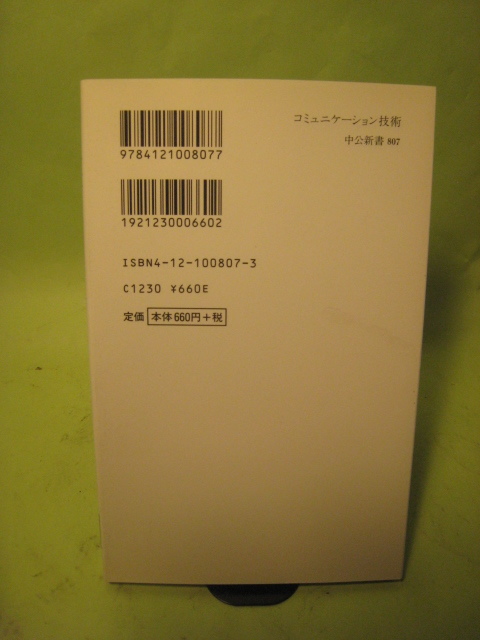 コミュニケーション技術
中公新書 807
9784121008077
1921230006602
ISBN4-12-100807-3
C1230 ¥660E
定価 本体660円+税